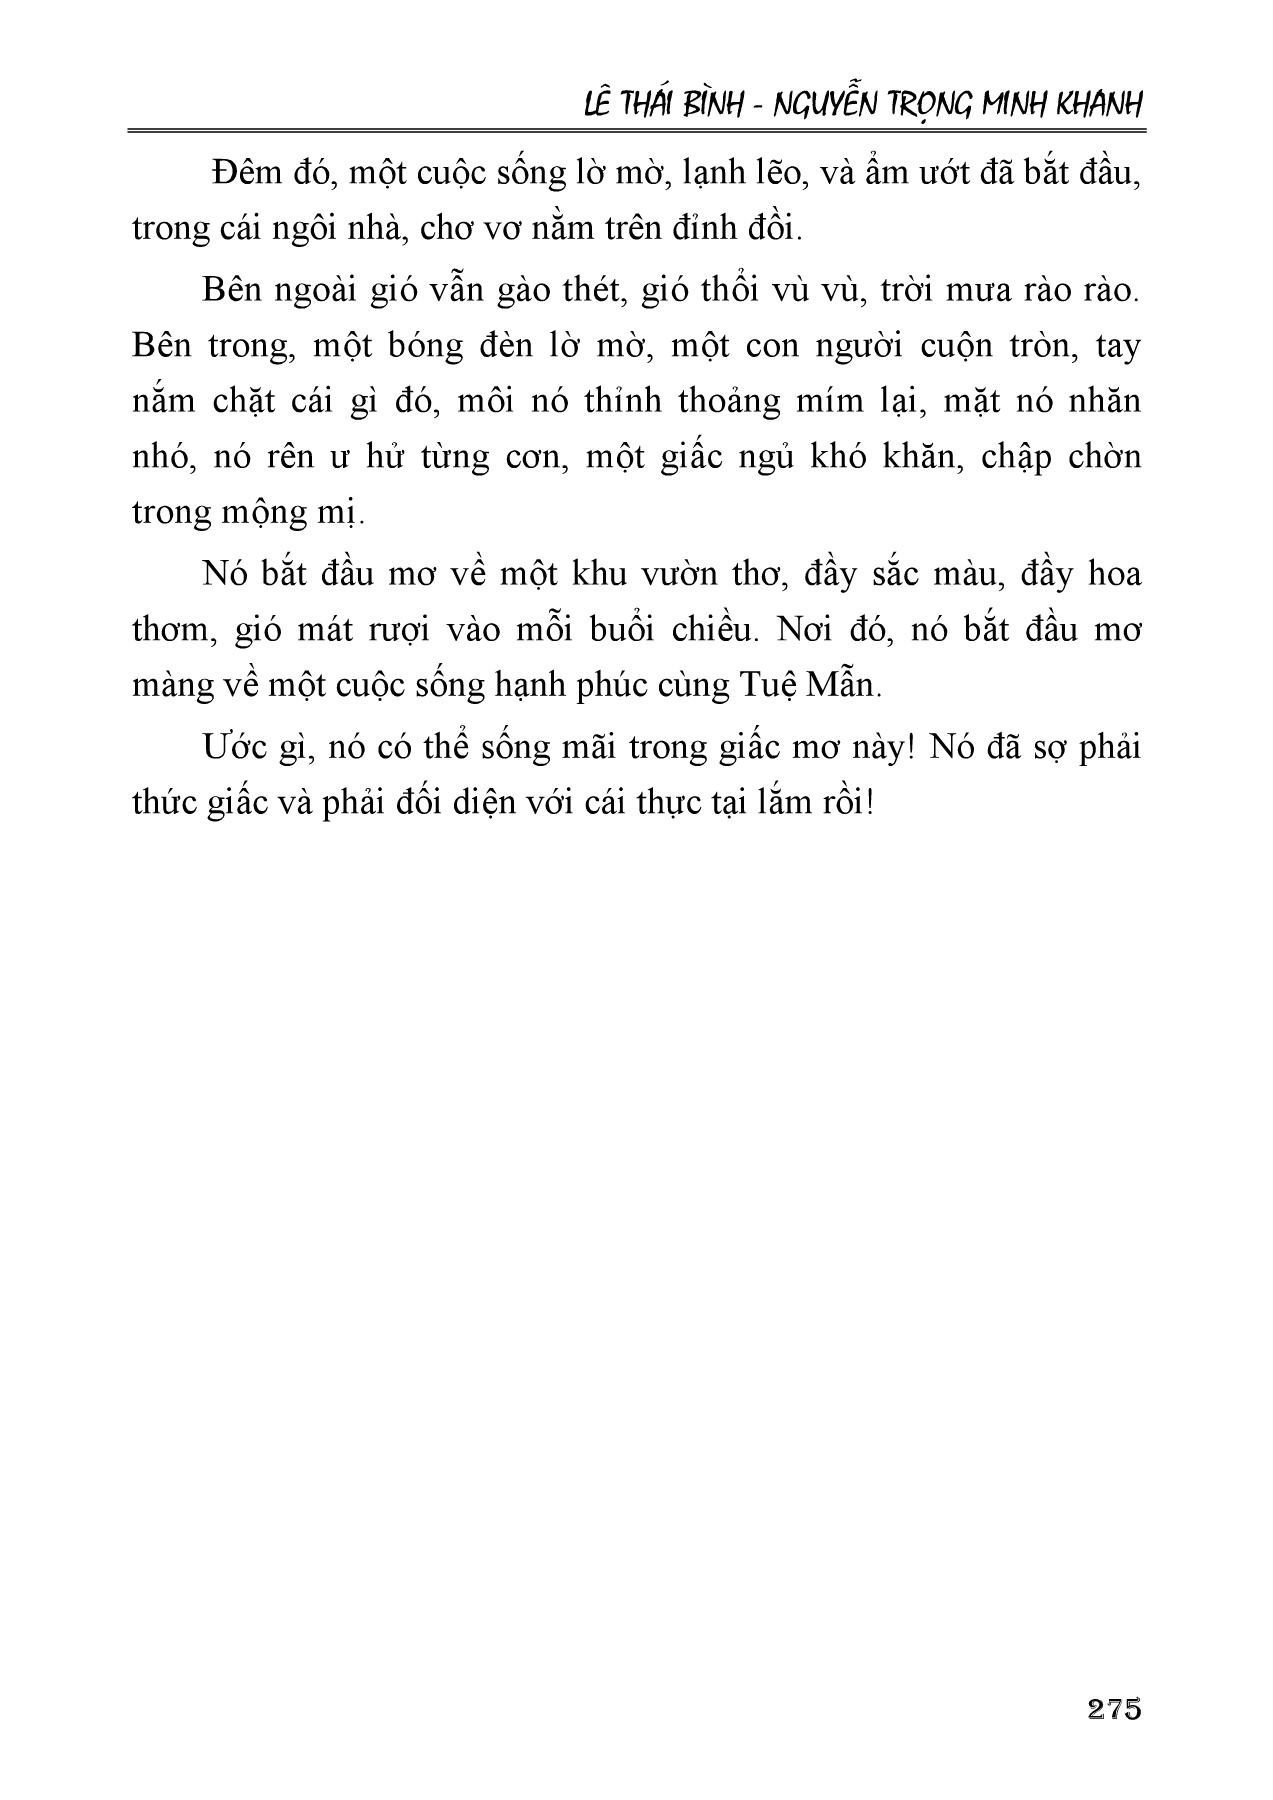 LÊ THÁI BÌNH - NGUYỄN TRỌNG MINH KHANH
Đêm đó, một cuộc sống lờ mờ, lạnh lẽo, và ẩm ướt đã bắt đầu,
trong cái ngôi nhà, chơ vơ nằm trên đỉnh đồi.
Bên ngoài gió vẫn gào thét, gió thổi vù vù, trời mưa rào rào.
Bên trong, một bóng đèn lờ mờ, một con người cuộn tròn, tay
nắm chặt cái gì đó, môi nó thỉnh thoảng mím lại, mặt nó nhăn
nhó, nó rên ư hử từng cơn, một giấc ngủ khó khăn, chập chờn
trong mộng mị.
Nó bắt đầu mơ về một khu vườn thơ, đầy sắc màu, đầy hoa
thơm, gió mát rượi vào mỗi buổi chiều. Nơi đó, nó bắt đầu mơ
màng về một cuộc sống hạnh phúc cùng Tuệ Mẫn.
Ước gì, nó có thể sống mãi trong giấc mơ này! Nó đã sợ phải
thức giấc và phải đối diện với cái thực tại lắm rồi!
275